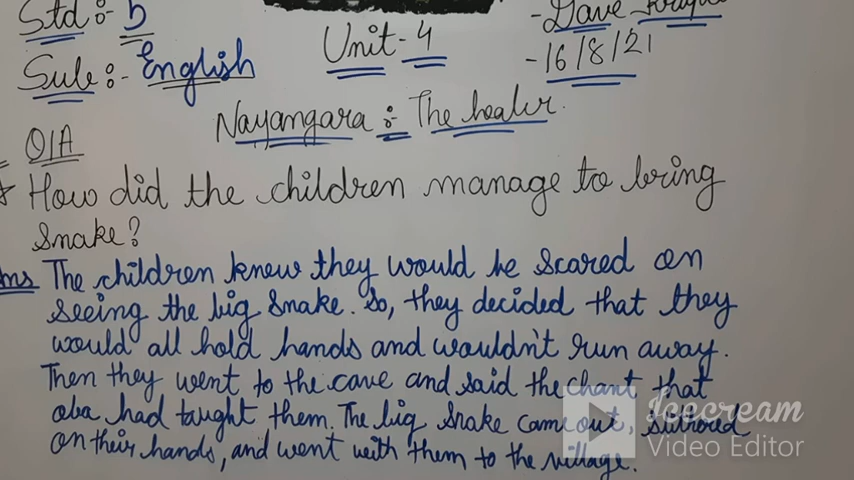 Std :- 5
Sub :- English
Unit - 4
- Dave
- 16/8/21
Nayangara :- The healer.
Q/A
How did the children manage to bring
snake?
Ans The children knew they would be scared on
seeing the big snake. So, they decided that they
would all hold hands and wouldn't run away.
Then they went to the cave and said the chant that
aba had taught them. The big snake came out,
on their hands, and went with them to the village.
Icecream
Video Editor